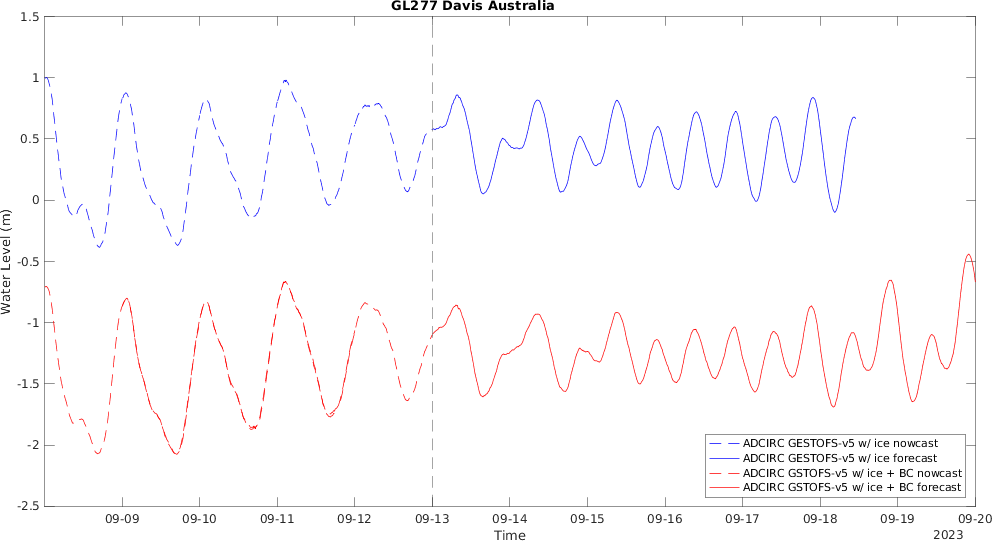 GL277 Davis Australia
1.5
1
0.5
0
-0.5
-1
-1.5
-2
-2.5
Water Level (m)
ADCIRC GESTOFS-v5 w/ ice nowcast
ADCIRC GESTOFS-v5 w/ ice forecast
ADCIRC GSTOFS-v5 w/ ice + BC nowcast
ADCIRC GSTOFS-v5 w/ ice + BC forecast
09-09 09-10 09-11 09-12 09-13 09-14 09-15 09-16 09-17 09-18 09-19 09-20
Time
2023